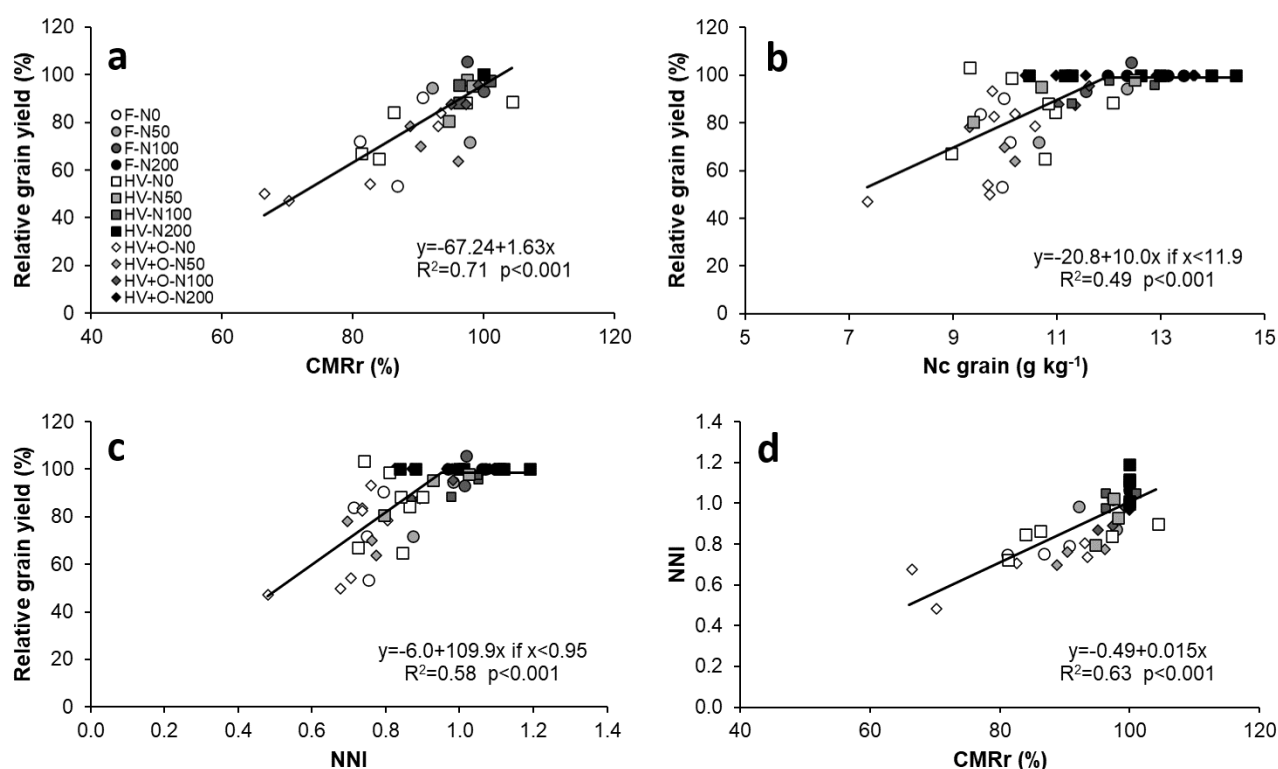 a
Relative grain yield (%)
120
100
80
60
40
20
0
F-N0
F-N50
F-N100
F-N200
HV-N0
HV-N50
HV-N100
HV-N200
HV+O-N0
HV+O-N50
HV+O-N100
HV+O-N200
y=-67.24+1.63x
R²=0.71 p<0.001
40 60 80 100 120
CMRr (%)
b
Relative grain yield (%)
120
100
80
60
40
20
0
y=-20.8+10.0x if x<11.9
R²=0.49 p<0.001
5 7 9 11 13 15
Nc grain (g kg⁻¹)
c
Relative grain yield (%)
120
100
80
60
40
20
0
y=-6.0+109.9x if x<0.95
R²=0.58 p<0.001
0.0 0.2 0.4 0.6 0.8 1.0 1.2 1.4
NNI
d
NNI
1.4
1.2
1.0
0.8
0.6
0.4
0.2
0.0
y=-0.49+0.015x
R²=0.63 p<0.001
40 60 80 100 120
CMRr (%)